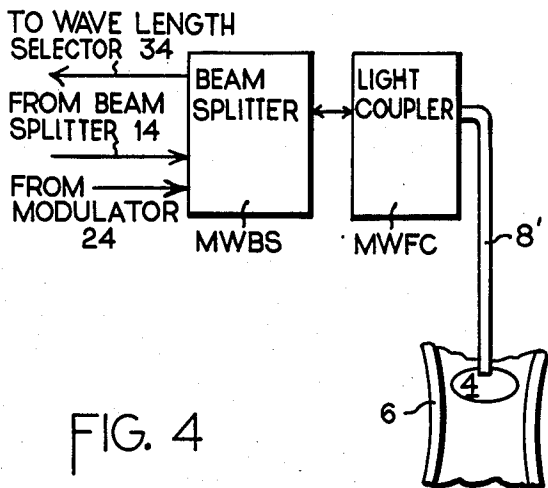 TO WAVE LENGTH
SELECTOR 34
FROM BEAM
SPLITTER 14
FROM
MODULATOR
24
BEAM
SPLITTER
MWBS
LIGHT
COUPLER
MWFC
8'
4
6
FIG. 4